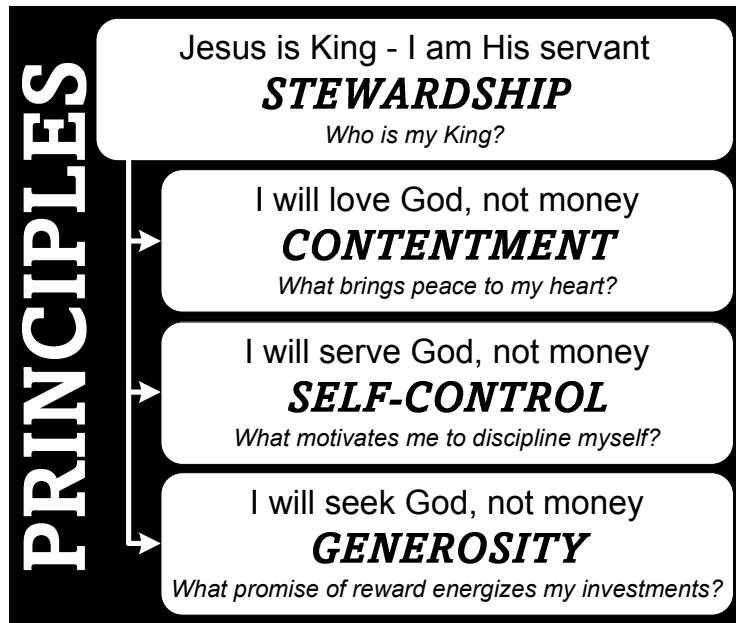 PRINCIPLES
Jesus is King - I am His servant
STEWARDSHIP
Who is my King?
I will love God, not money
CONTENTMENT
What brings peace to my heart?
I will serve God, not money
SELF-CONTROL
What motivates me to discipline myself?
I will seek God, not money
GENEROSITY
What promise of reward energizes my investments?